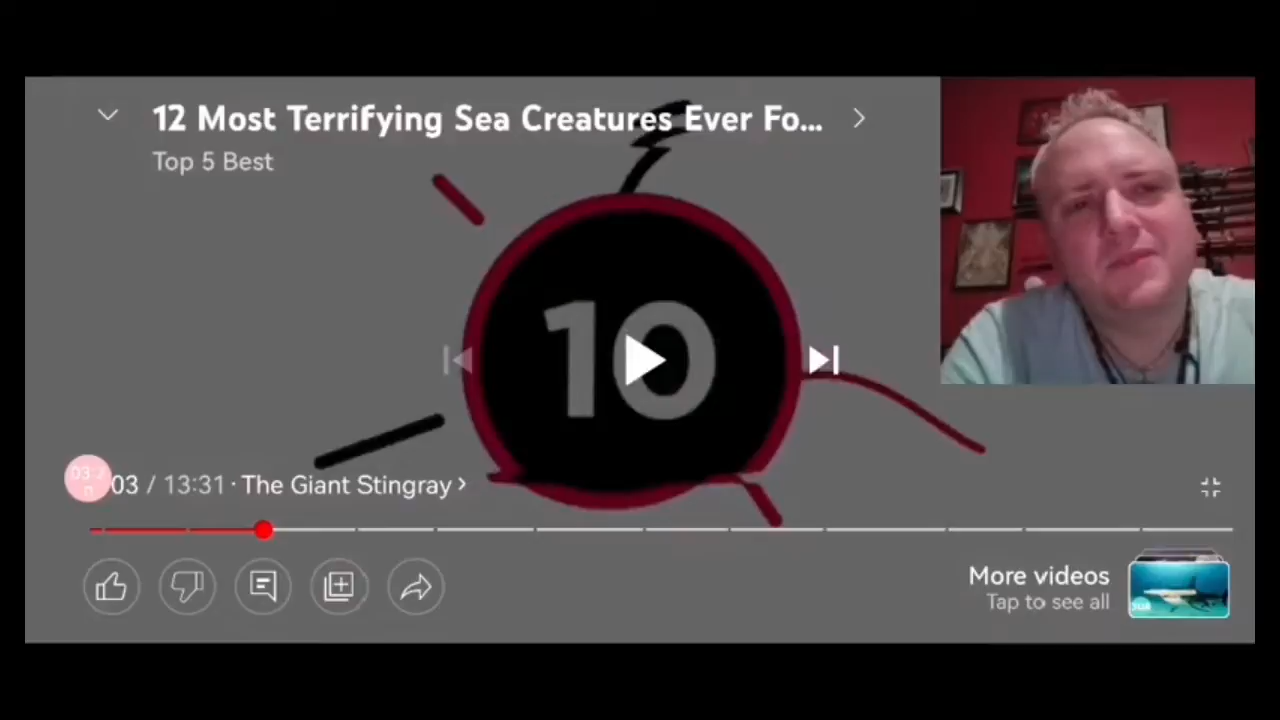 12 Most Terrifying Sea Creatures Ever Fo...
Top 5 Best
10
03 / 13:31 · The Giant Stingray
More videos
Tap to see all